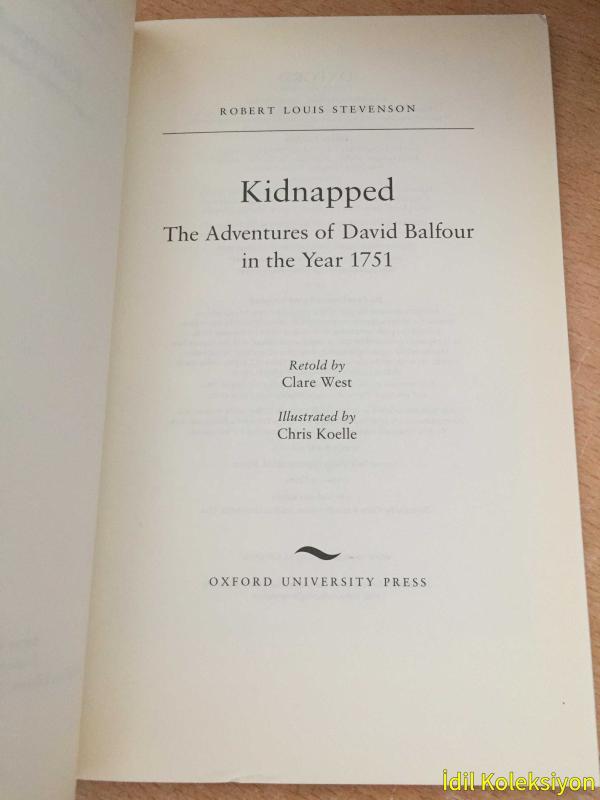 ROBERT LOUIS STEVENSON
Kidnapped
The Adventures of David Balfour
in the Year 1751
Retold by
Clare West
Illustrated by
Chris Koelle
OXFORD UNIVERSITY PRESS
İdil Koleksiyon